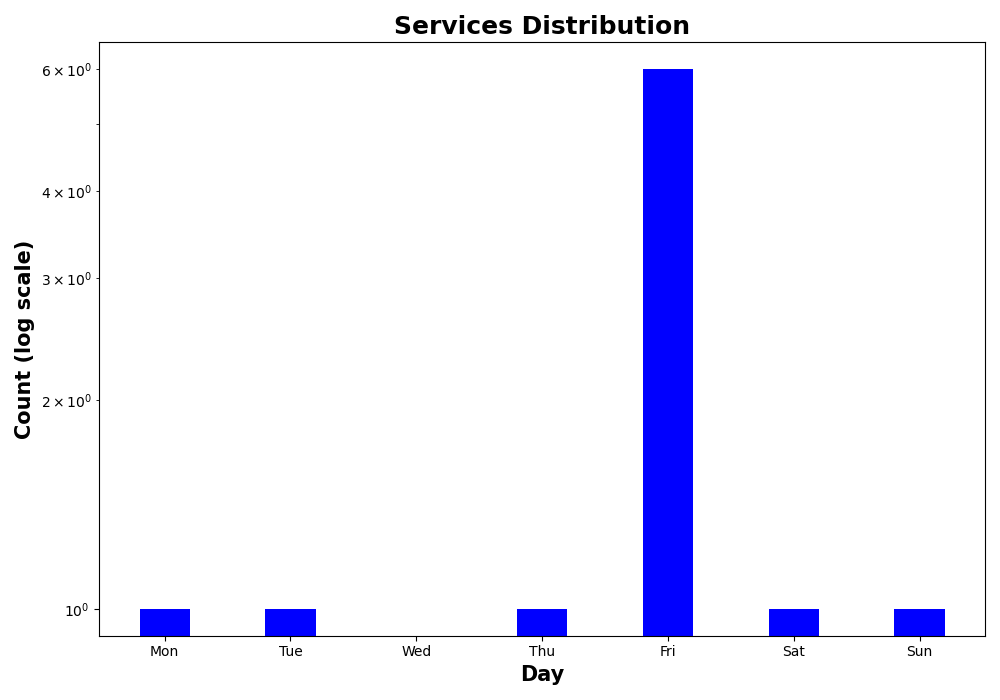 Services Distribution
Count (log scale)
6 × 10⁰
4 × 10⁰
3 × 10⁰
2 × 10⁰
10⁰
Mon Tue Wed Thu Fri Sat Sun
Day